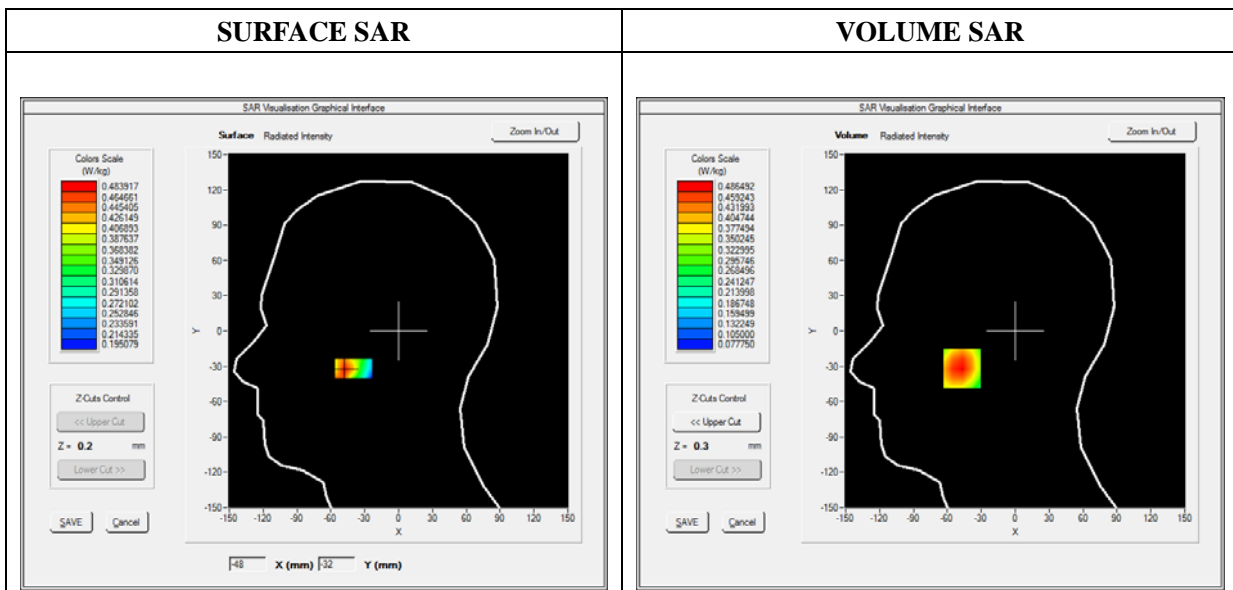 SURFACE SAR
VOLUME SAR
SAR Visualisation Graphical Interface
Surface Radiated Intensity
Zoom In/Out
Colors Scale
(W/kg)
0.483917
0.464661
0.445405
0.426149
0.406893
0.387637
0.368382
0.349126
0.329870
0.310614
0.291358
0.272102
0.252846
0.233591
0.214335
0.195079
150
120
90
60
30
0
-30
-60
-90
-120
-150
Y
-150 -120 -90 -60 -30 0 30 60 90 120 150
X
Z-Cuts Control
<< Upper Cut
Z = 0.2 mm
Lower Cut >>
SAVE Cancel
-48 X (mm) -32 Y (mm)
SAR Visualisation Graphical Interface
Volume Radiated Intensity
Zoom In/Out
Colors Scale
(W/kg)
0.486492
0.459243
0.431993
0.404744
0.377494
0.350245
0.322995
0.295746
0.268496
0.241247
0.213998
0.186748
0.159499
0.132249
0.105000
0.077750
150
120
90
60
30
0
-30
-60
-90
-120
-150
Y
-150 -120 -90 -60 -30 0 30 60 90 120 150
X
Z-Cuts Control
<< Upper Cut
Z = 0.3 mm
Lower Cut >>
SAVE Cancel